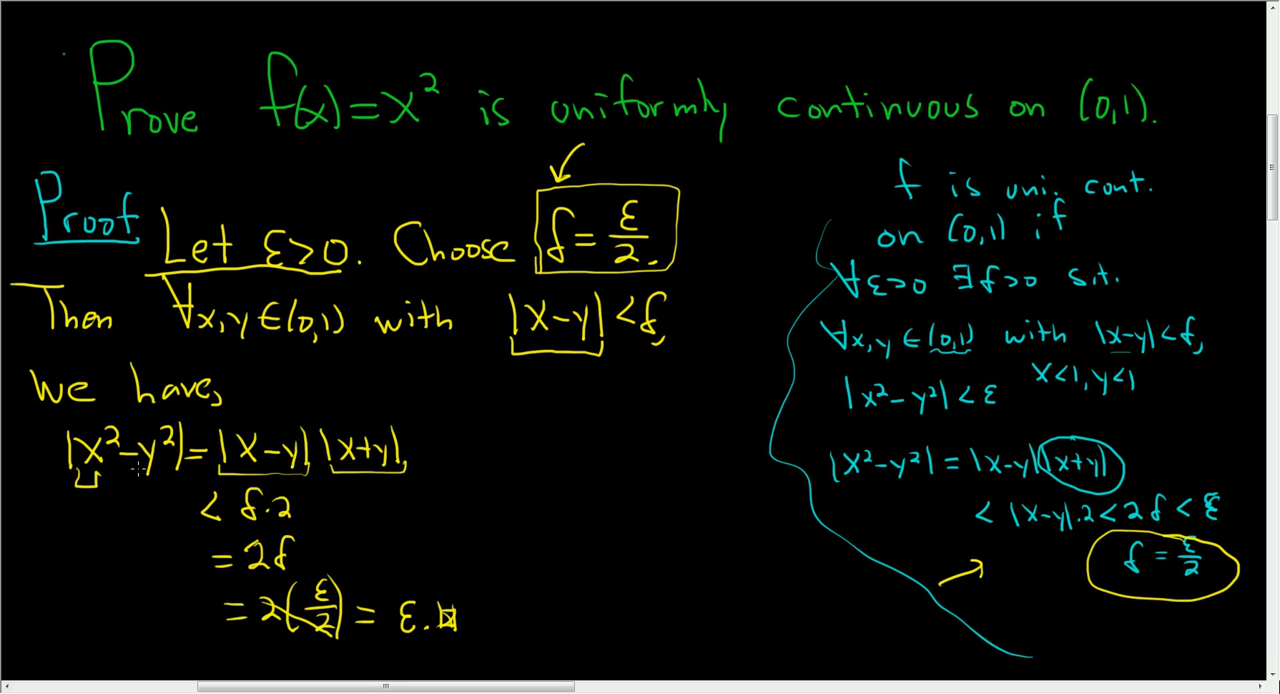 Prove f(x)=x² is uniformly continuous on (0,1).
Proof Let ε>0. Choose δ=ε/2.
Then ∀x,y∈(0,1) with |x-y|<δ,
we have,
|x²-y²|=|x-y||x+y|
<δ·2
=2δ
=2(ε/2)=ε.
f is uni. cont.
on (0,1) if
∀ε>0 ∃δ>0 s.t.
∀x,y∈(0,1) with |x-y|<δ,
|x²-y²|<ε x<1,y<1
|x²-y²|=|x-y||x+y|
<|x-y|·2<2δ<ε
δ=ε/2